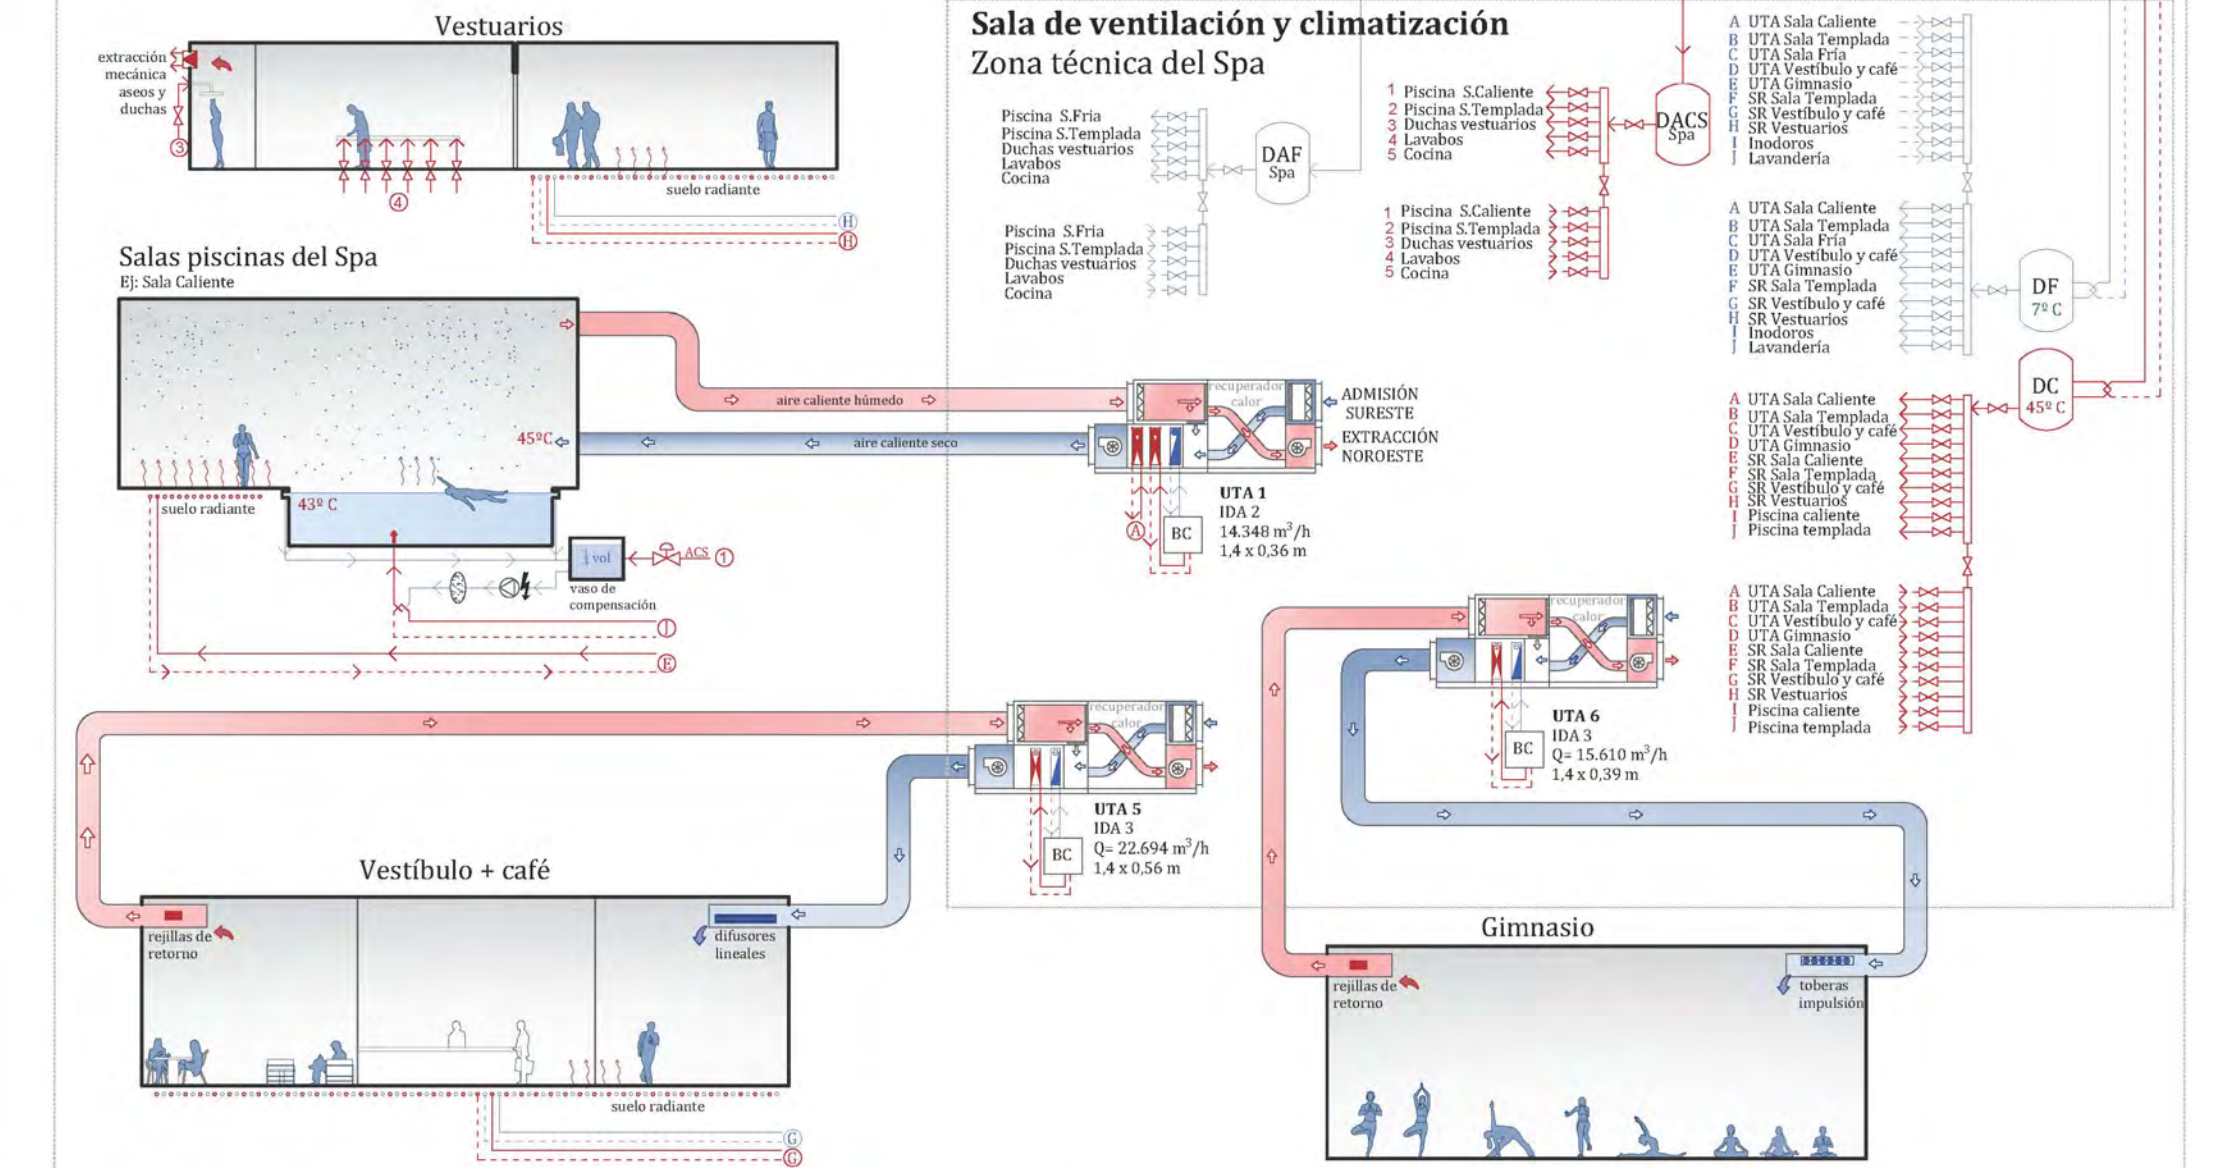 Vestuarios
extracción
mecánica
aseos y
duchas
3
4
suelo radiante
H
H
Salas piscinas del Spa
Ej: Sala Caliente
45ºC
43º C
suelo radiante
vol
vaso de
compensación
ACS 1
J
E
aire caliente húmedo
aire caliente seco
Sala de ventilación y climatización
Zona técnica del Spa
Piscina S.Fria
Piscina S.Templada
Duchas vestuarios
Lavabos
Cocina
DAF
Spa
Piscina S.Fria
Piscina S.Templada
Duchas vestuarios
Lavabos
Cocina
1 Piscina S.Caliente
2 Piscina S.Templada
3 Duchas vestuarios
4 Lavabos
5 Cocina
DACS
Spa
1 Piscina S.Caliente
2 Piscina S.Templada
3 Duchas vestuarios
4 Lavabos
5 Cocina
A UTA Sala Caliente
B UTA Sala Templada
C UTA Sala Fría
D UTA Vestíbulo y café
E UTA Gimnasio
F SR Sala Templada
G SR Vestíbulo y café
H SR Vestuarios
I Inodoros
J Lavandería
A UTA Sala Caliente
B UTA Sala Templada
C UTA Sala Fría
D UTA Vestíbulo y café
E UTA Gimnasio
F SR Sala Templada
G SR Vestíbulo y café
H SR Vestuarios
I Inodoros
J Lavandería
DF
7º C
DC
45º C
A UTA Sala Caliente
B UTA Sala Templada
C UTA Vestíbulo y café
D UTA Gimnasio
E SR Sala Caliente
F SR Sala Templada
G SR Vestíbulo y café
H SR Vestuarios
I Piscina caliente
J Piscina templada
A UTA Sala Caliente
B UTA Sala Templada
C UTA Vestíbulo y café
D UTA Gimnasio
E SR Sala Caliente
F SR Sala Templada
G SR Vestíbulo y café
H SR Vestuarios
I Piscina caliente
J Piscina templada
recuperador
calor
ADMISIÓN
SURESTE
EXTRACCIÓN
NOROESTE
A
BC
UTA 1
IDA 2
14.348 m³/h
1,4 x 0,36 m
recuperador
calor
BC
UTA 6
IDA 3
Q= 15.610 m³/h
1,4 x 0,39 m
recuperador
calor
BC
UTA 5
IDA 3
Q= 22.694 m³/h
1,4 x 0,56 m
Vestíbulo + café
rejillas de
retorno
difusores
lineales
suelo radiante
G
G
Gimnasio
rejillas de
retorno
toberas
impulsión